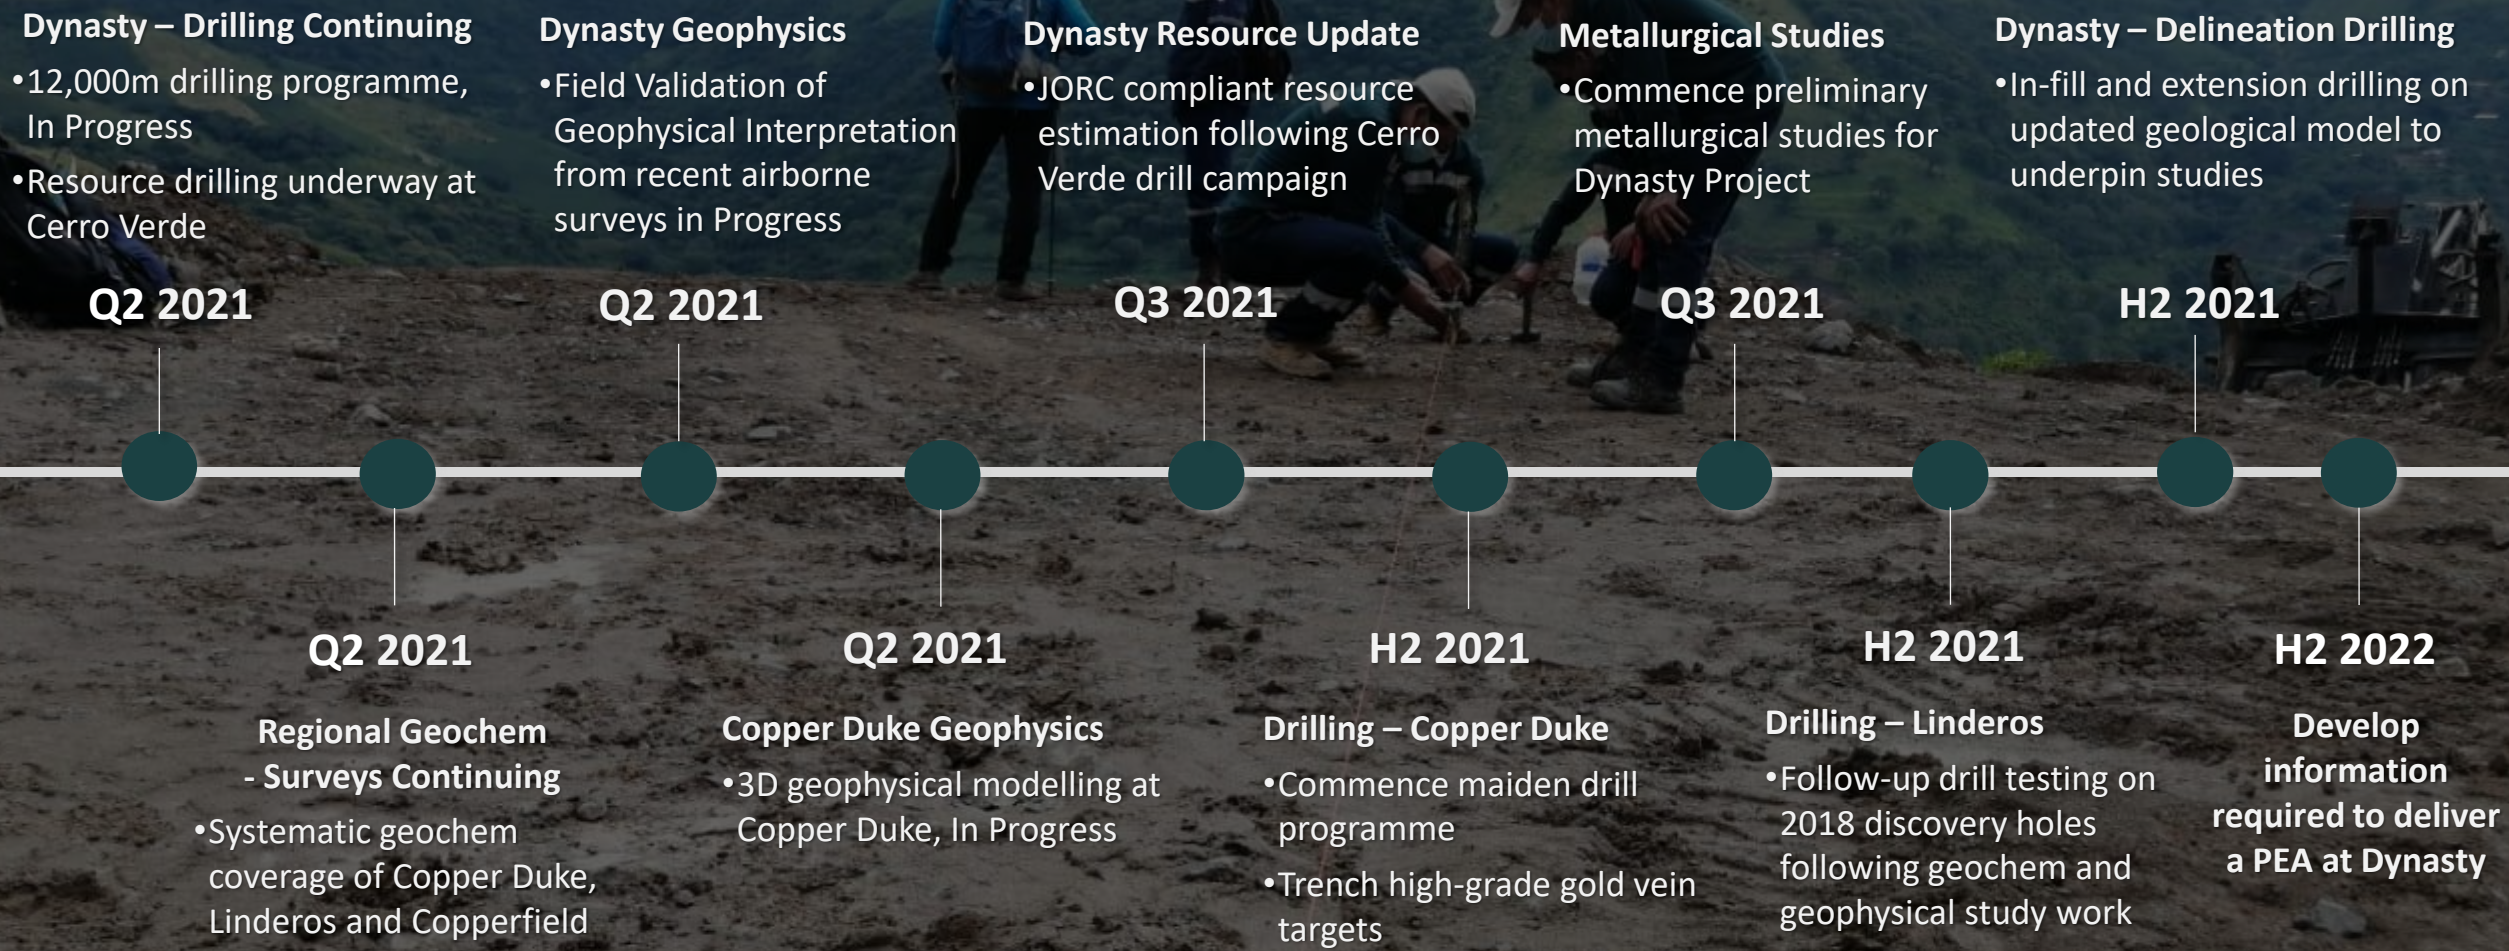 Dynasty – Drilling Continuing
•12,000m drilling programme,
In Progress
•Resource drilling underway at
Cerro Verde
Q2 2021
Dynasty Geophysics
•Field Validation of
Geophysical Interpretation
from recent airborne
surveys in Progress
Q2 2021
Dynasty Resource Update
•JORC compliant resource
estimation following Cerro
Verde drill campaign
Q3 2021
Metallurgical Studies
•Commence preliminary
metallurgical studies for
Dynasty Project
Q3 2021
Dynasty – Delineation Drilling
•In-fill and extension drilling on
updated geological model to
underpin studies
H2 2021
Q2 2021
Regional Geochem
- Surveys Continuing
•Systematic geochem
coverage of Copper Duke,
Linderos and Copperfield
Q2 2021
Copper Duke Geophysics
•3D geophysical modelling at
Copper Duke, In Progress
H2 2021
Drilling – Copper Duke
•Commence maiden drill
programme
•Trench high-grade gold vein
targets
H2 2021
Drilling – Linderos
•Follow-up drill testing on
2018 discovery holes
following geochem and
geophysical study work
H2 2022
Develop
information
required to deliver
a PEA at Dynasty